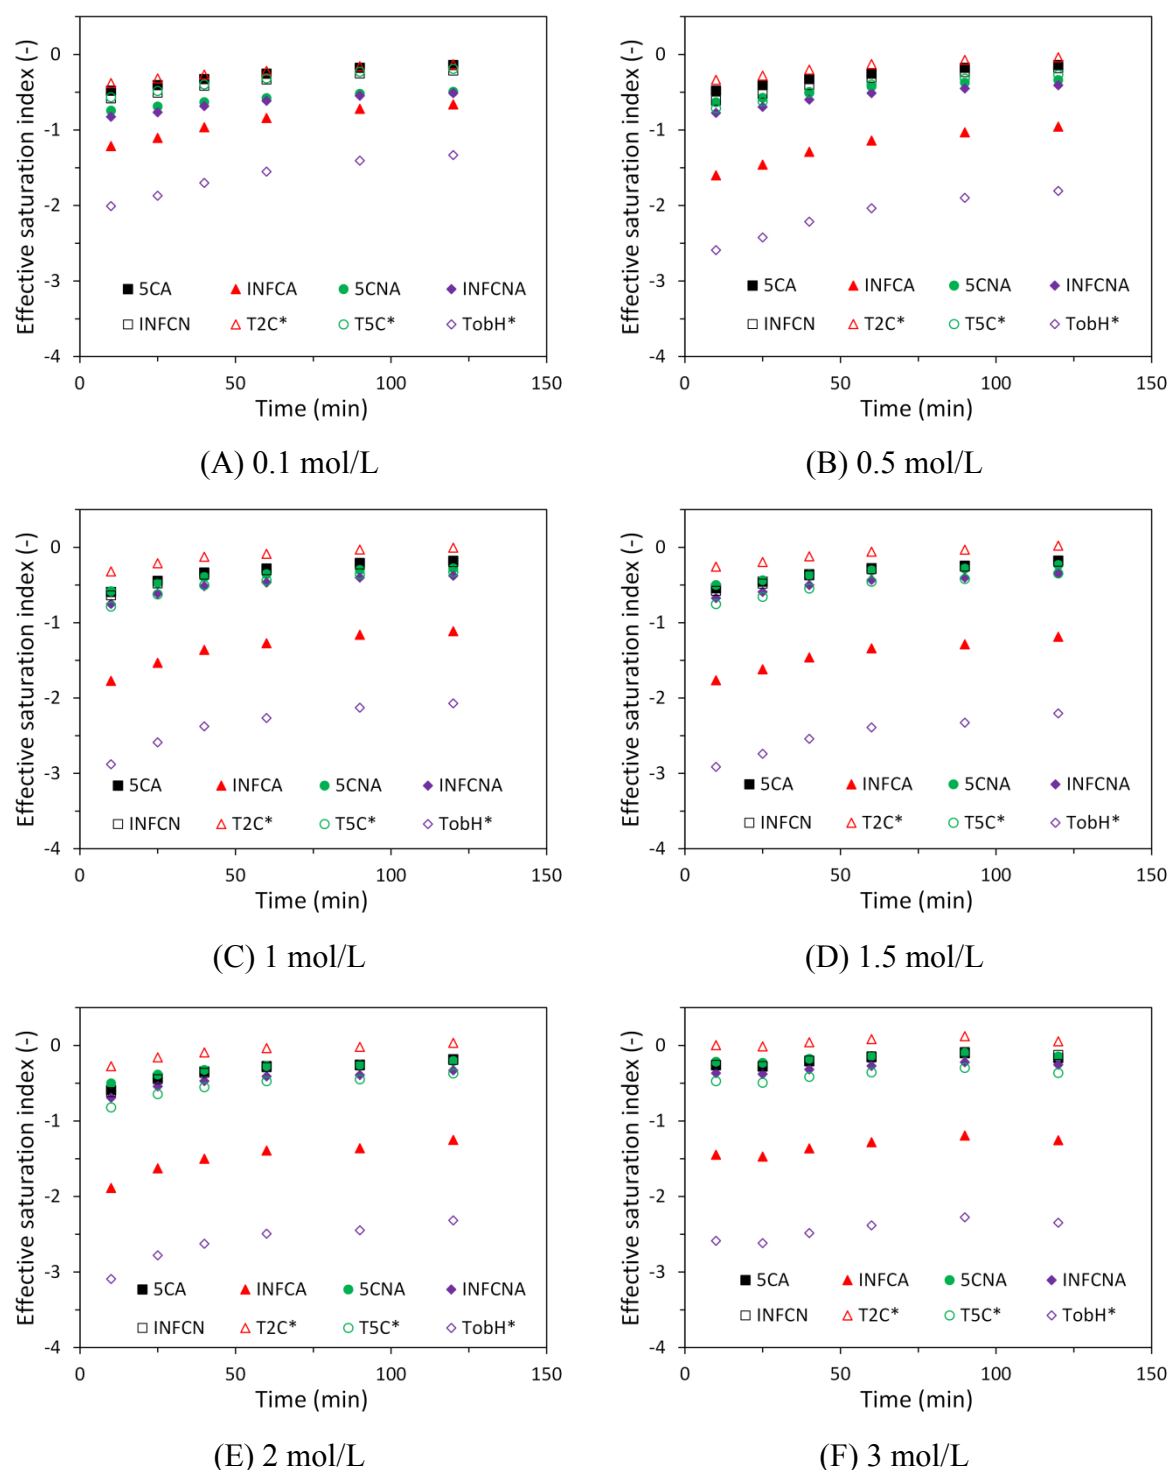 Effective saturation index (-)
0
-1
-2
-3
-4
5CA INFCA 5CNA INFCNA
INFCN T2C* T5C* TobH*
0 50 100 150
Time (min)
(A) 0.1 mol/L
Effective saturation index (-)
0
-1
-2
-3
-4
5CA INFCA 5CNA INFCNA
INFCN T2C* T5C* TobH*
0 50 100 150
Time (min)
(B) 0.5 mol/L
Effective saturation index (-)
0
-1
-2
-3
-4
5CA INFCA 5CNA INFCNA
INFCN T2C* T5C* TobH*
0 50 100 150
Time (min)
(C) 1 mol/L
Effective saturation index (-)
0
-1
-2
-3
-4
5CA INFCA 5CNA INFCNA
INFCN T2C* T5C* TobH*
0 50 100 150
Time (min)
(D) 1.5 mol/L
Effective saturation index (-)
0
-1
-2
-3
-4
5CA INFCA 5CNA INFCNA
INFCN T2C* T5C* TobH*
0 50 100 150
Time (min)
(E) 2 mol/L
Effective saturation index (-)
0
-1
-2
-3
-4
5CA INFCA 5CNA INFCNA
INFCN T2C* T5C* TobH*
0 50 100 150
Time (min)
(F) 3 mol/L